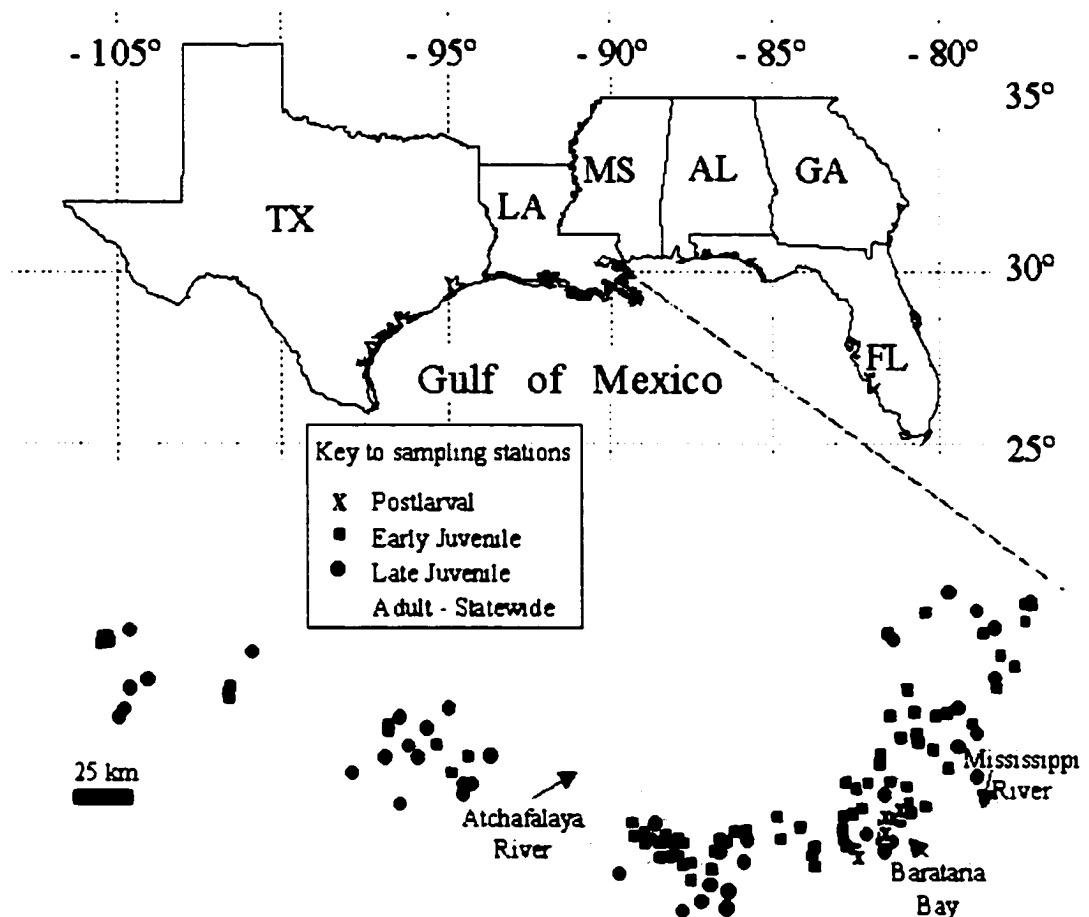 - 105° - 95° - 90° - 85° - 80°
35°
MS AL GA
LA
TX
30°
FL
Gulf of Mexico
25°
Key to sampling stations
x Postlarval
Early Juvenile
Late Juvenile
Adult - Statewide
25 km
Mississippi
River
Atchafalaya
River
Barataria
Bay